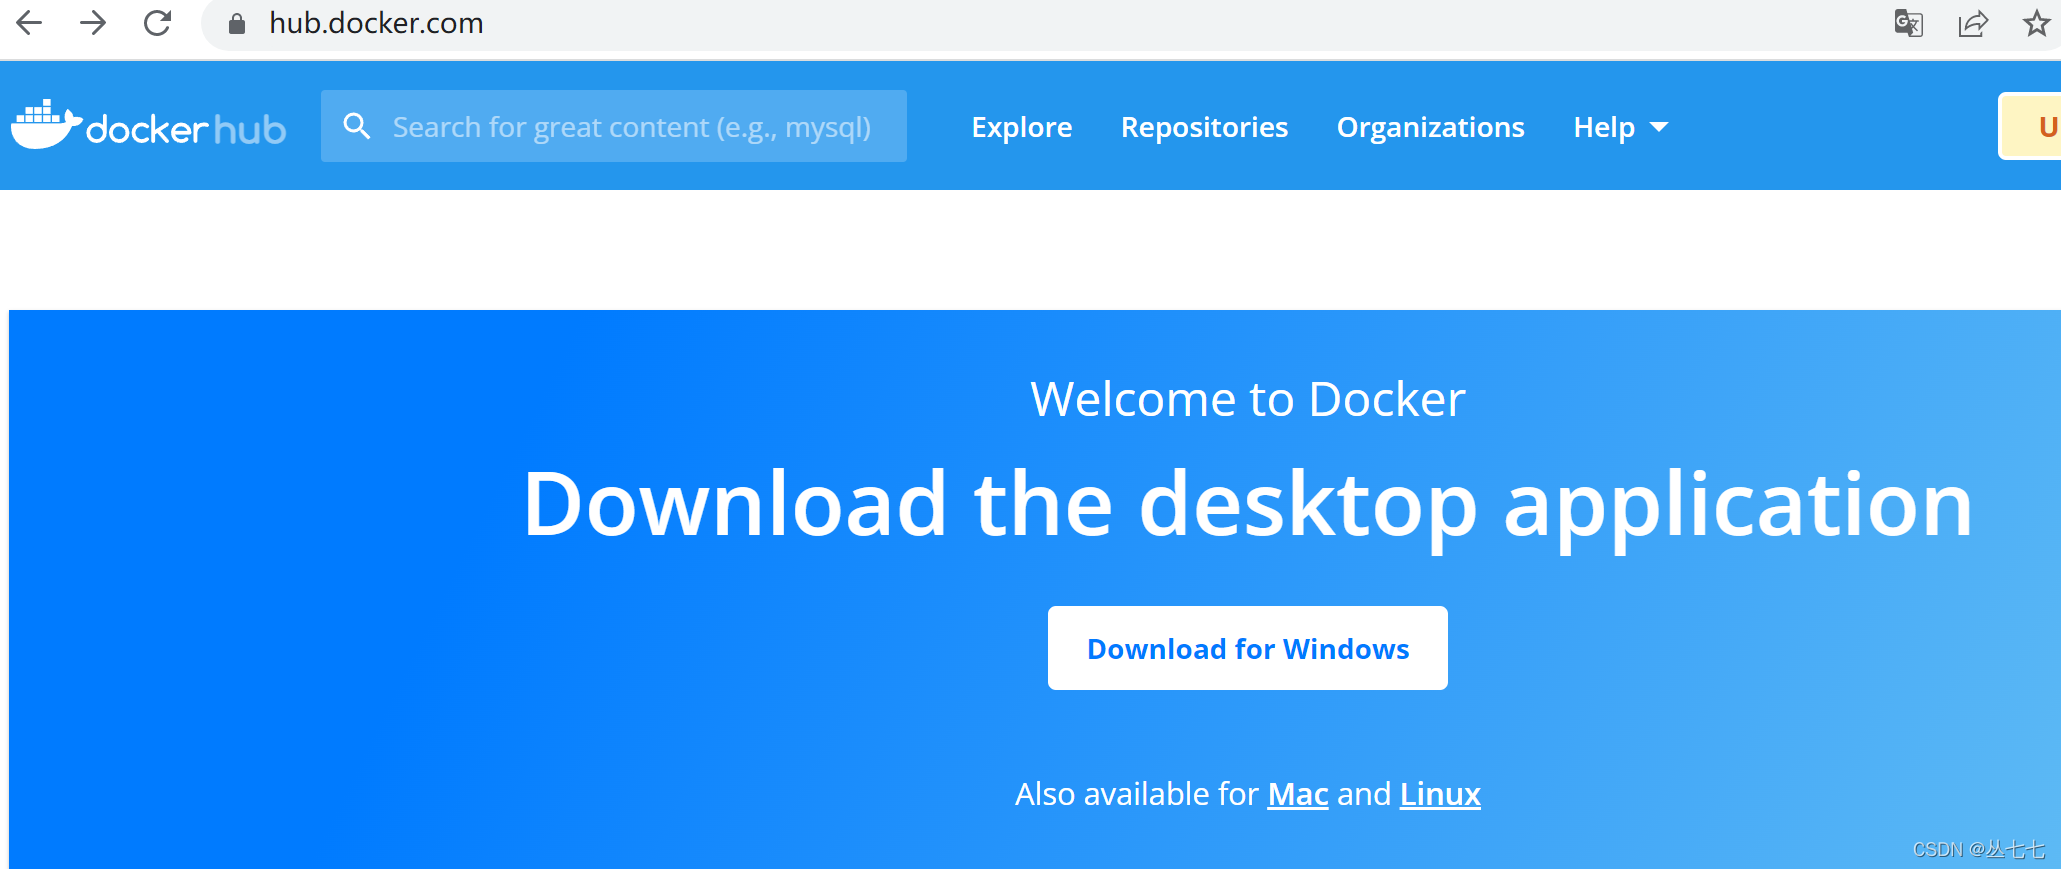 hub.docker.com
docker hub
Search for great content (e.g., mysql)
Explore Repositories Organizations Help
U
Welcome to Docker
Download the desktop application
Download for Windows
Also available for Mac and Linux
CSDN @丛七七